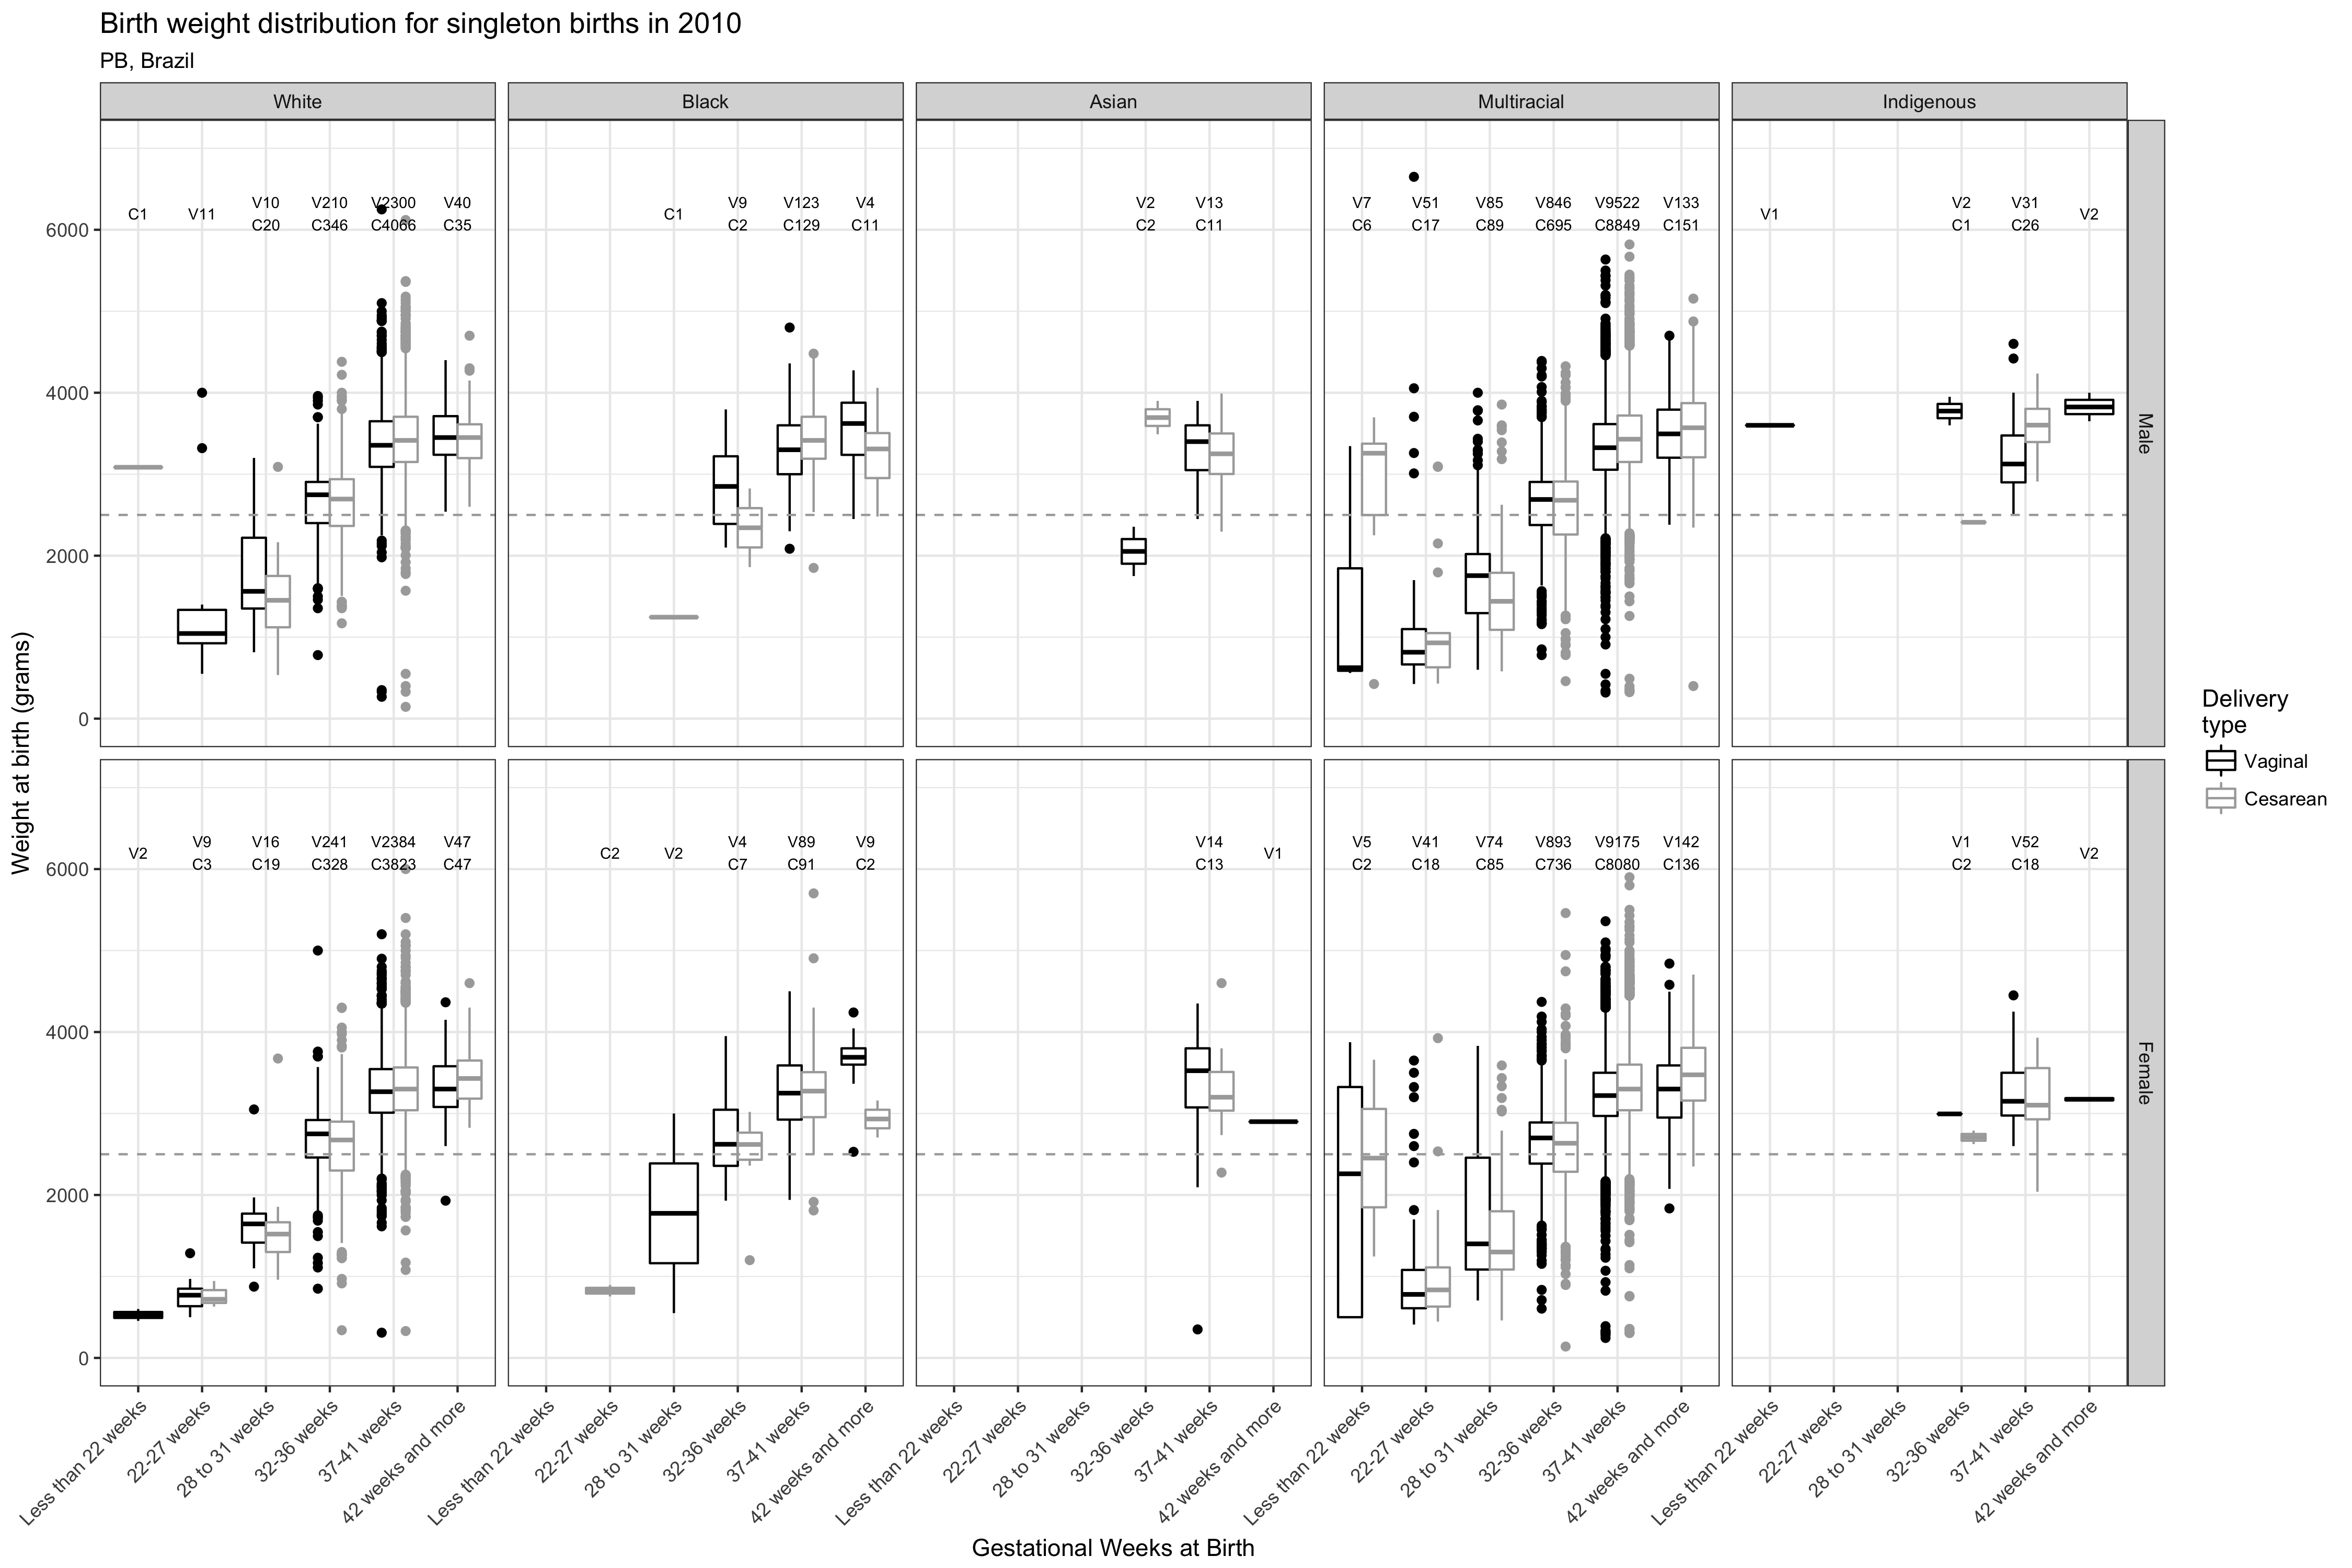 Birth weight distribution for singleton births in 2010
PB, Brazil
White Black Asian Multiracial Indigenous
C1 V11 V10 V210 V2300 V40
C20 C346 C4066 C35
C1 V9 V123 V4
C2 C129 C11
V2 V13
C2 C11
V7 V51 V85 V846 V9522 V133
C6 C17 C89 C695 C8849 C151
V1 V2 V31 V2
C1 C26
6000
4000
2000
0
Male
V2 V9 V16 V241 V2384 V47
C3 C19 C328 C3823 C47
C2 V2 V4 V89 V9
C7 C91 C2
V14 V1
C13
V5 V41 V74 V893 V9175 V142
C2 C18 C85 C736 C8080 C136
V1 V52 V2
C2 C18
6000
4000
2000
0
Female
Weight at birth (grams)
Less than 22 weeks 22-27 weeks 28 to 31 weeks 32-36 weeks 37-41 weeks 42 weeks and more
Less than 22 weeks 22-27 weeks 28 to 31 weeks 32-36 weeks 37-41 weeks 42 weeks and more
Less than 22 weeks 22-27 weeks 28 to 31 weeks 32-36 weeks 37-41 weeks 42 weeks and more
Less than 22 weeks 22-27 weeks 28 to 31 weeks 32-36 weeks 37-41 weeks 42 weeks and more
Less than 22 weeks 22-27 weeks 28 to 31 weeks 32-36 weeks 37-41 weeks 42 weeks and more
Gestational Weeks at Birth
Delivery
type
Vaginal
Cesarean